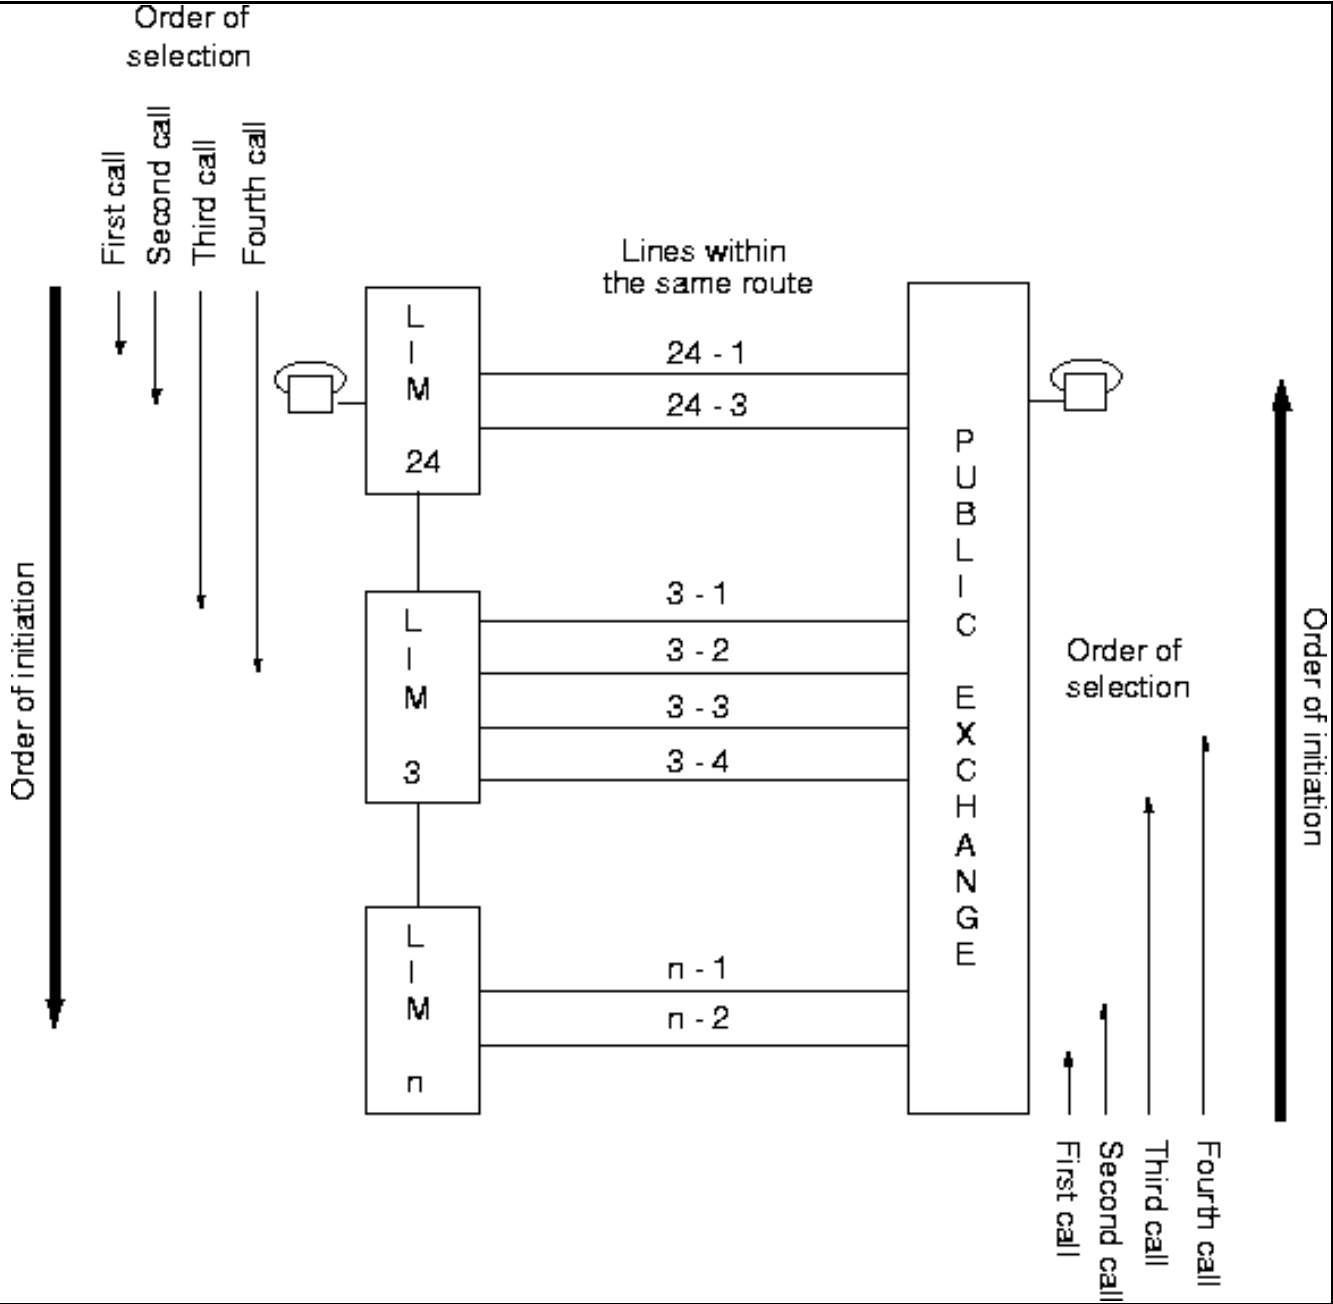 Order of
selection
First call
Second call
Third call
Fourth call
Order of initiation
Lines within
the same route
L
I
M
24
24 - 1
24 - 3
L
I
M
3
3 - 1
3 - 2
3 - 3
3 - 4
L
I
M
n
n - 1
n - 2
P
U
B
L
I
C
E
X
C
H
A
N
G
E
Order of
selection
First call
Second call
Third call
Fourth call
Order of initiation